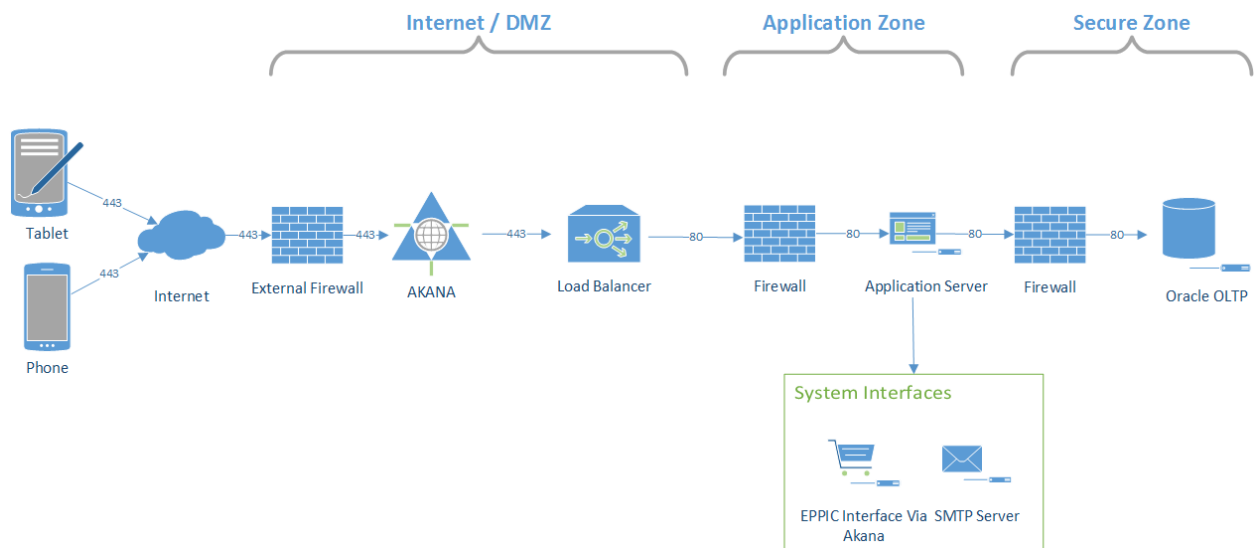 Internet / DMZ
Application Zone
Secure Zone
443
Tablet
443
Phone
Internet
443
External Firewall
443
AKANA
443
Load Balancer
80
Firewall
80
Application Server
80
Firewall
80
Oracle OLTP
System Interfaces
EPPIC Interface Via
Akana
SMTP Server